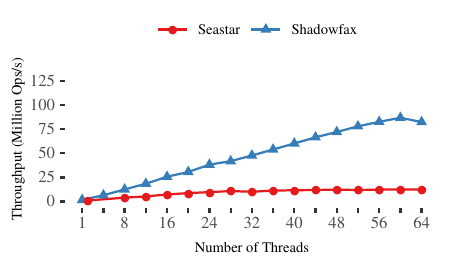 Seastar Shadowfax
Throughput (Million Ops/s)
125
100
75
50
25
0
1 8 16 24 32 40 48 56 64
Number of Threads